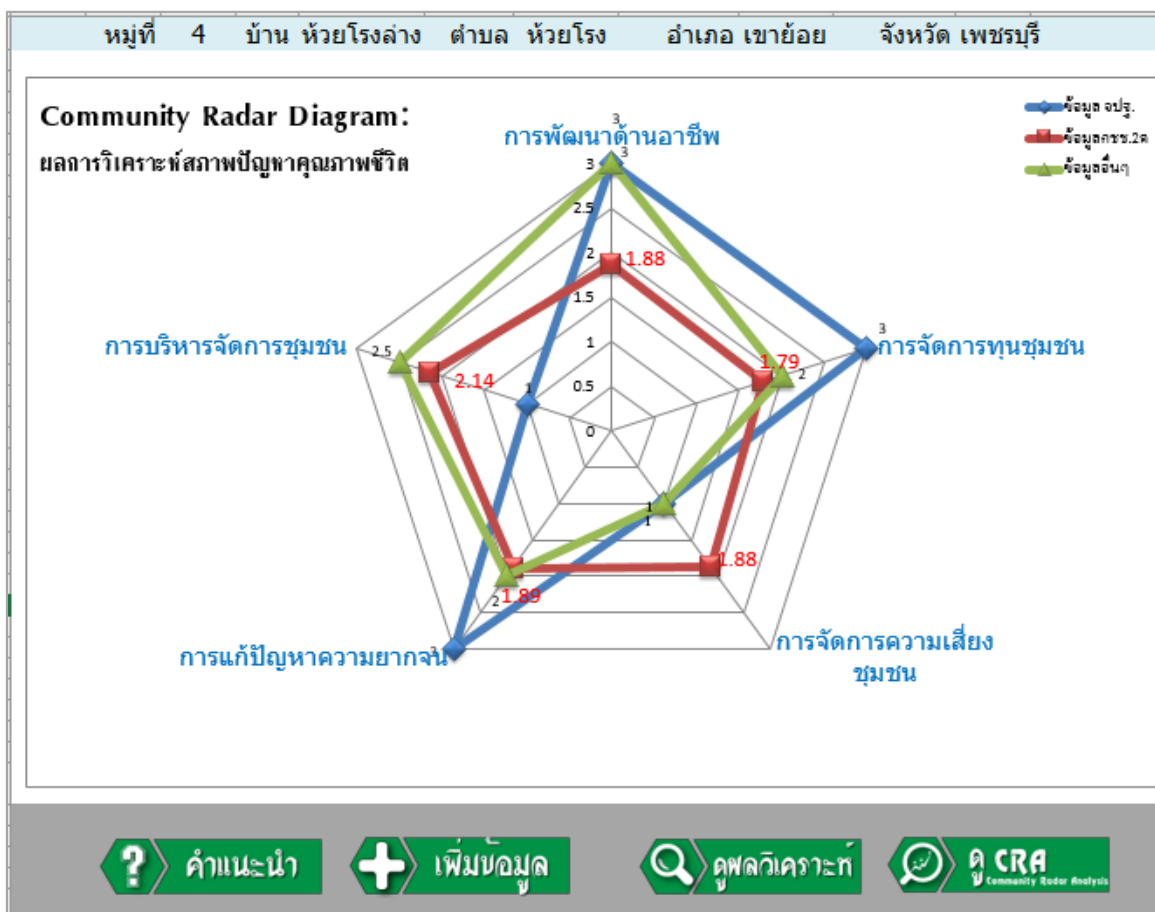 หมู่ที่ 4 บ้าน ห้วยโรงล่าง ตำบล ห้วยโรง อำเภอ เขาย้อย จังหวัด เพชรบุรี
Community Radar Diagram:
ผลการวิเคราะห์สภาพปัญหาคุณภาพชีวิต
ข้อมูล จปฐ.
ข้อมูลกชช.2ค
ข้อมูลอื่นๆ
3
การพัฒนาด้านอาชีพ
3
3
2.5
2
1.88
1.5
1
0.5
0
3
การจัดการทุนชุมชน
1.79
2
การบริหารจัดการชุมชน
2.5
2.14
1
1
1
1.88
การจัดการความเสี่ยง
ชุมชน
2
1.89
การแก้ปัญหาความยากจน
3
? คำแนะนำ
เพิ่มข้อมูล
ดูผลวิเคราะห์
ดู CRA
Community Radar Analysis